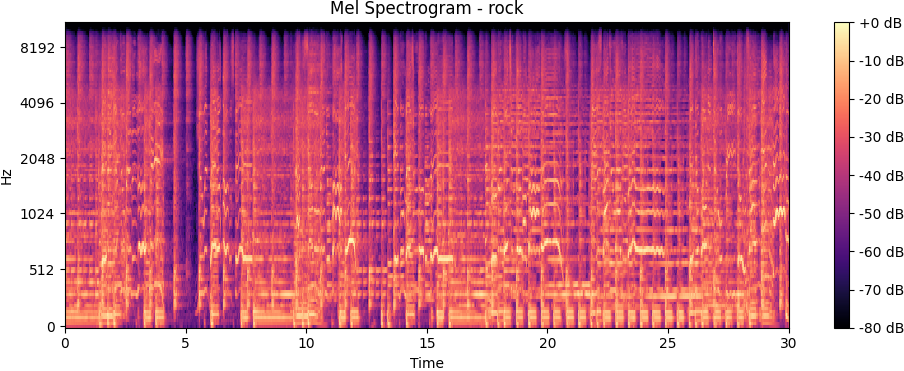 Mel Spectrogram - rock
8192
4096
2048
1024
512
0
Hz
0 5 10 15 20 25 30
Time
+0 dB
-10 dB
-20 dB
-30 dB
-40 dB
-50 dB
-60 dB
-70 dB
-80 dB